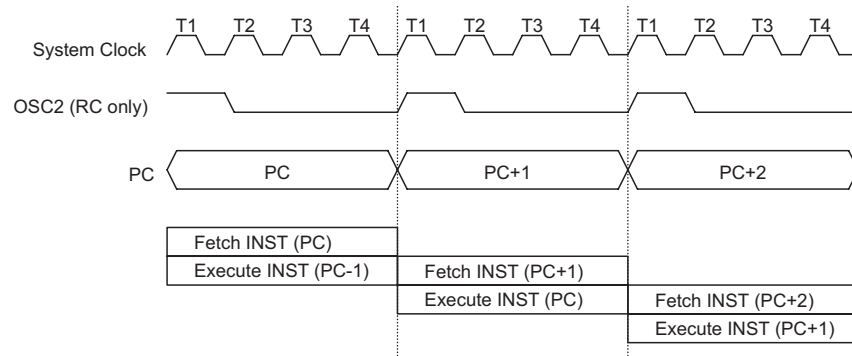 T1 T2 T3 T4 T1 T2 T3 T4 T1 T2 T3 T4
System Clock
OSC2 (RC only)
PC PC PC+1 PC+2
Fetch INST (PC)
Execute INST (PC-1) Fetch INST (PC+1)
Execute INST (PC) Fetch INST (PC+2)
Execute INST (PC+1)